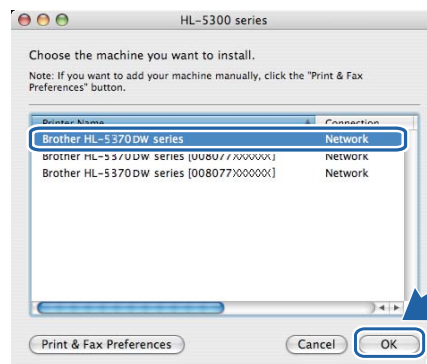 HL-5300 series
Choose the machine you want to install.
Note: If you want to add your machine manually, click the "Print & Fax
Preferences" button.
Printer Name Connection
Brother HL-5370DW series Network
Brother HL-5370DW series [008077XXXXXX] Network
Brother HL-5370DW series [008077XXXXXX] Network
Print & Fax Preferences Cancel OK